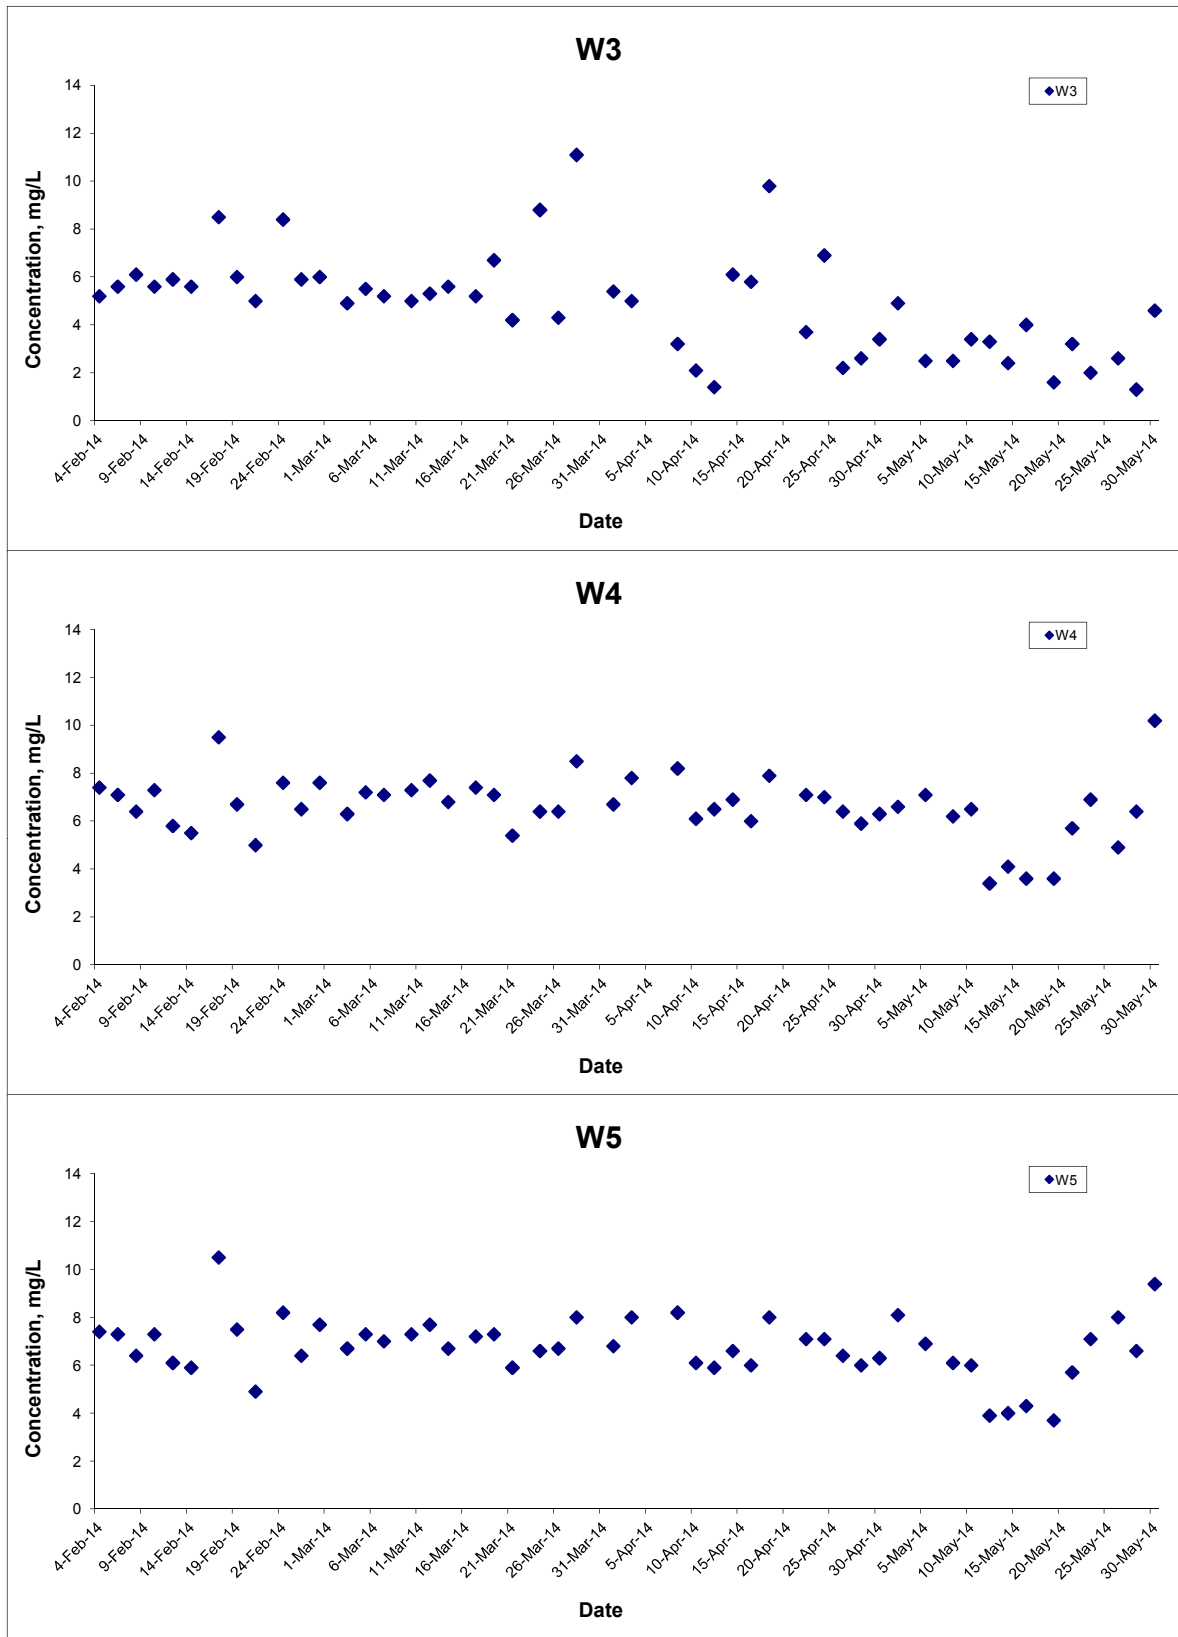 W3
W3
Concentration, mg/L
14
12
10
8
6
4
2
0
4-Feb-14
9-Feb-14
14-Feb-14
19-Feb-14
24-Feb-14
1-Mar-14
6-Mar-14
11-Mar-14
16-Mar-14
21-Mar-14
26-Mar-14
31-Mar-14
5-Apr-14
10-Apr-14
15-Apr-14
20-Apr-14
25-Apr-14
30-Apr-14
5-May-14
10-May-14
15-May-14
20-May-14
25-May-14
30-May-14
Date
W4
W4
Concentration, mg/L
14
12
10
8
6
4
2
0
4-Feb-14
9-Feb-14
14-Feb-14
19-Feb-14
24-Feb-14
1-Mar-14
6-Mar-14
11-Mar-14
16-Mar-14
21-Mar-14
26-Mar-14
31-Mar-14
5-Apr-14
10-Apr-14
15-Apr-14
20-Apr-14
25-Apr-14
30-Apr-14
5-May-14
10-May-14
15-May-14
20-May-14
25-May-14
30-May-14
Date
W5
W5
Concentration, mg/L
14
12
10
8
6
4
2
0
4-Feb-14
9-Feb-14
14-Feb-14
19-Feb-14
24-Feb-14
1-Mar-14
6-Mar-14
11-Mar-14
16-Mar-14
21-Mar-14
26-Mar-14
31-Mar-14
5-Apr-14
10-Apr-14
15-Apr-14
20-Apr-14
25-Apr-14
30-Apr-14
5-May-14
10-May-14
15-May-14
20-May-14
25-May-14
30-May-14
Date